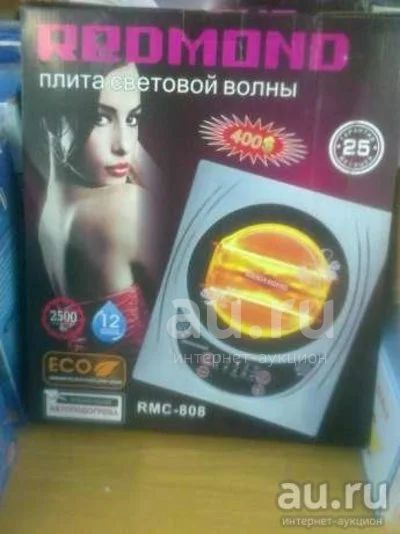 REDMOND
ПЛИТА СВЕТОВОЙ ВОЛНЫ
400$
25
2500
12
ECO
АВТОПОДОГРЕВА
RMC-808
au.ru
интернет-аукцион
au.ru
интернет-аукцион